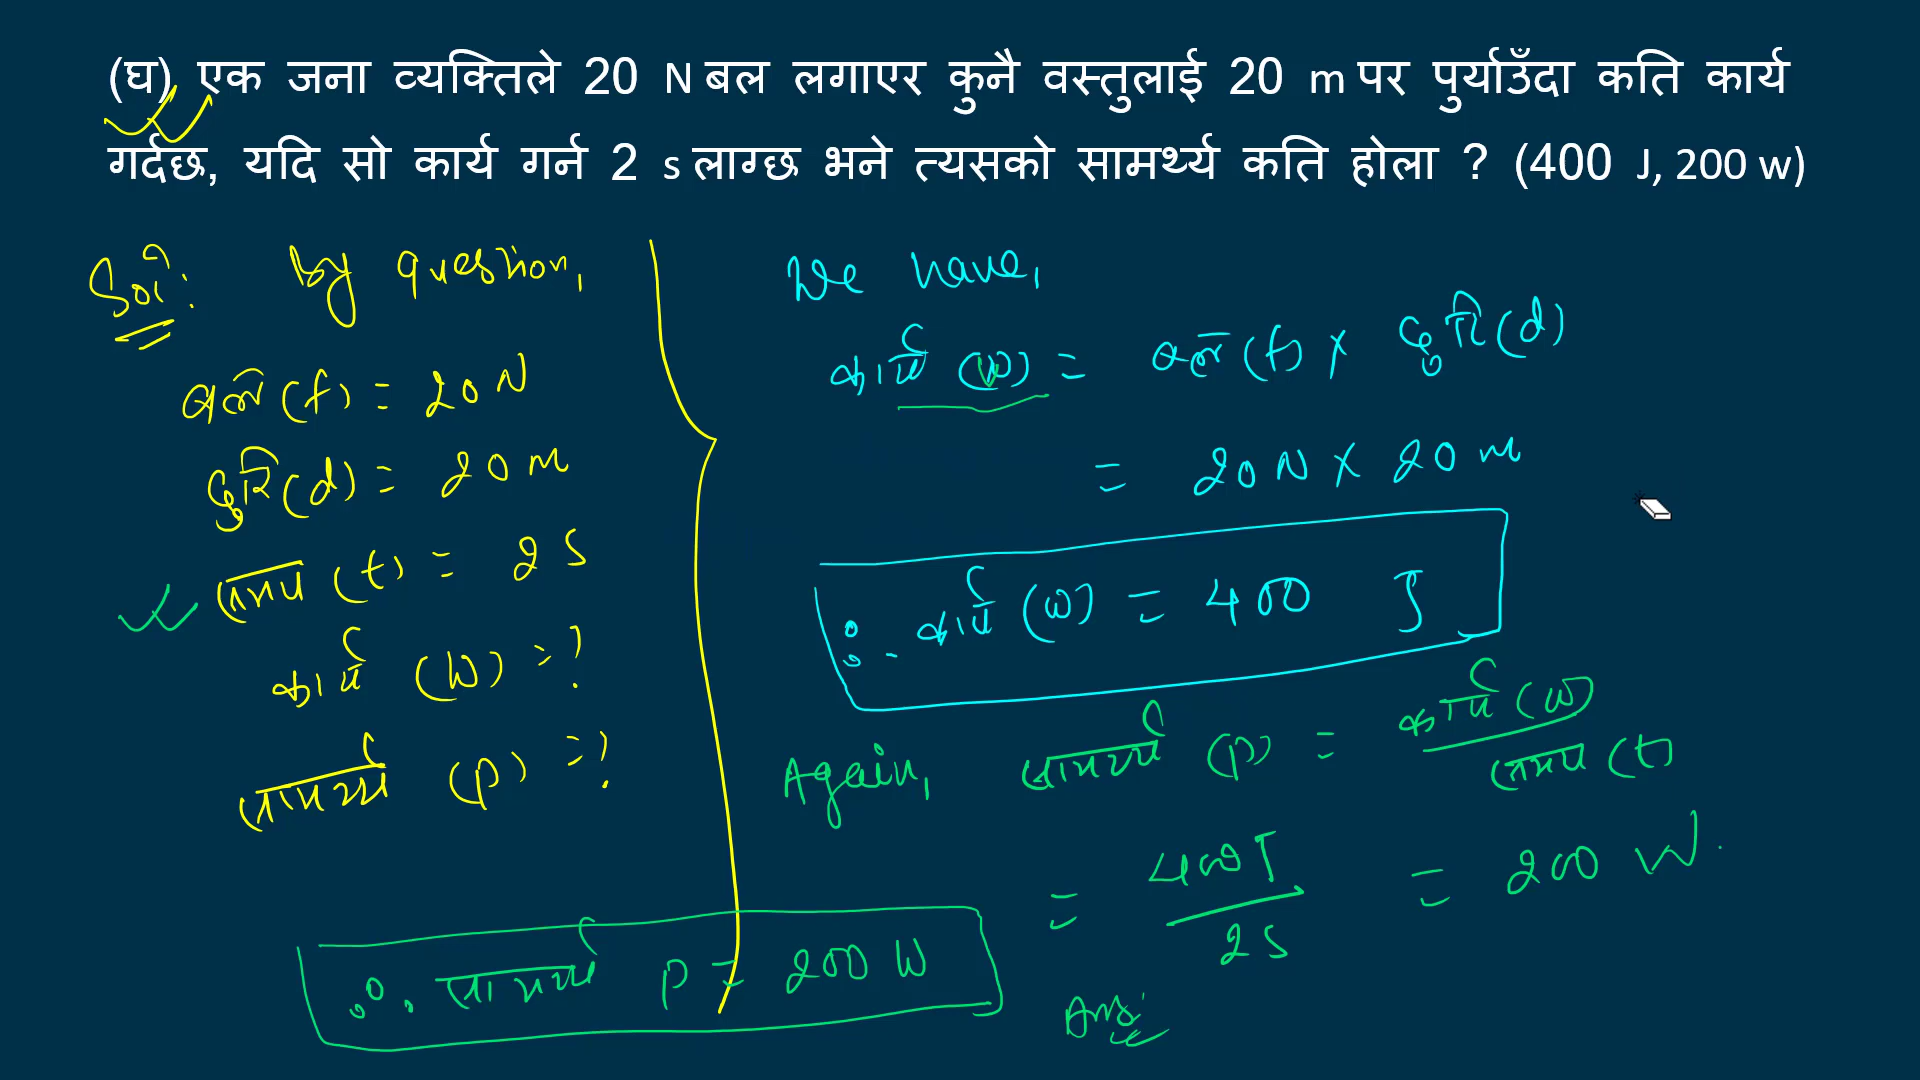 (घ) एक जना व्यक्तिले 20 N बल लगाएर कुनै वस्तुलाई 20 m पर पुर्याउँदा कति कार्य
गर्दछ, यदि सो कार्य गर्न 2 s लाग्छ भने त्यसको सामर्थ्य कति होला ? (400 J, 200 w)
Solⁿ: By question,
बल (f) = 20 N
दुरि (d) = 20 m
समय (t) = 2 s
कार्य (W) = ?
सामर्थ्य (P) = ?
We have,
कार्य (W) = बल (f) × दुरि (d)
= 20 N × 20 m
∴ कार्य (W) = 400 J
Again, सामर्थ्य (P) = कार्य (W)
समय (t)
= 400 J = 200 W.
2 s
∴ सामर्थ्य P = 200 W
Ans: